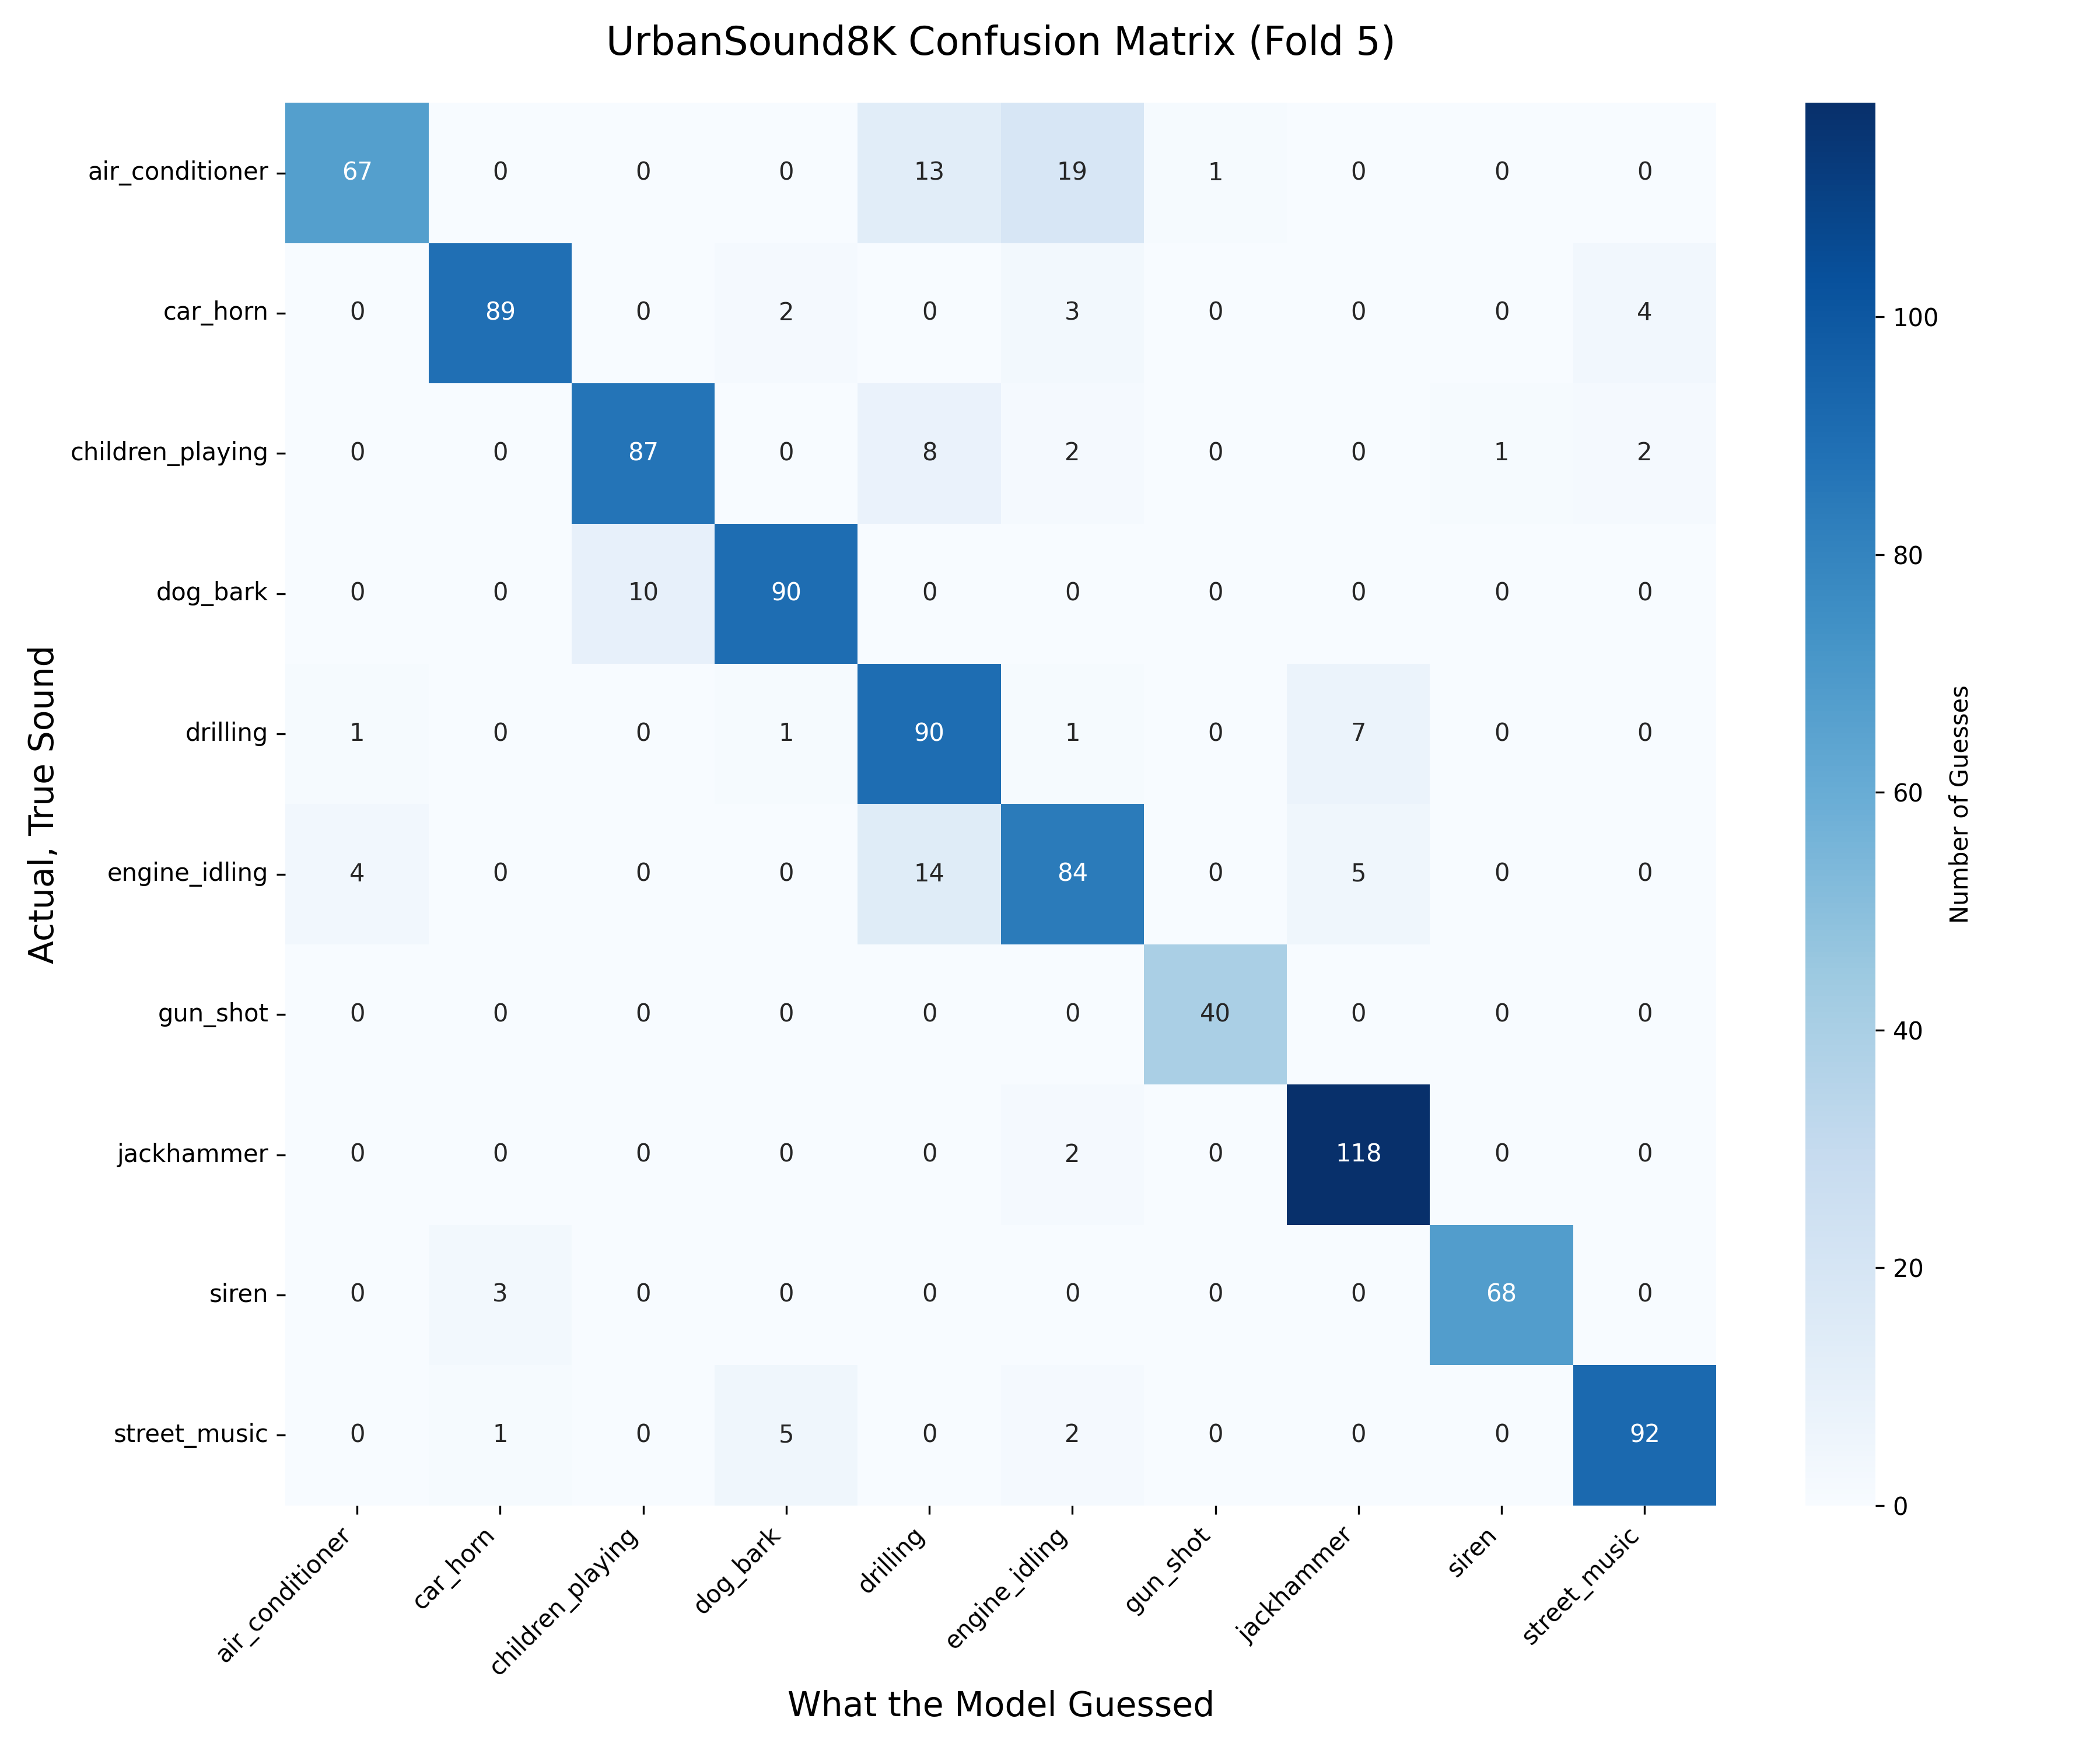 UrbanSound8K Confusion Matrix (Fold 5)
air_conditioner 67 0 0 0 13 19 1 0 0 0
car_horn 0 89 0 2 0 3 0 0 0 4
children_playing 0 0 87 0 8 2 0 0 1 2
dog_bark 0 0 10 90 0 0 0 0 0 0
drilling 1 0 0 1 90 1 0 7 0 0
engine_idling 4 0 0 0 14 84 0 5 0 0
gun_shot 0 0 0 0 0 0 40 0 0 0
jackhammer 0 0 0 0 0 2 0 118 0 0
siren 0 3 0 0 0 0 0 0 68 0
street_music 0 1 0 5 0 2 0 0 0 92
Actual, True Sound
air_conditioner
car_horn
children_playing
dog_bark
drilling
engine_idling
gun_shot
jackhammer
siren
street_music
What the Model Guessed
100
80
60
40
20
0
Number of Guesses